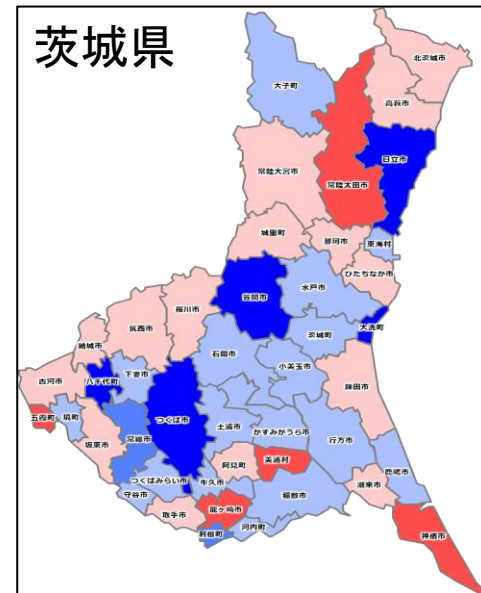 茨城県
北茨城市
大子町
高萩市
日立市
常陸大宮市
常陸太田市
城里町
那珂市
東海村
ひたちなか市
笠間市
水戸市
桜川市
大洗町
筑西市
茨城町
結城市
石岡市
小美玉市
下妻市
古河市
八千代町
鉾田市
五霞町
境町
つくば市
土浦市
かすみがうら市
坂東市
常総市
行方市
阿見町
美浦村
鹿嶋市
つくばみらい市
牛久市
潮来市
守谷市
稲敷市
龍ケ崎市
取手市
河内町
利根町
神栖市